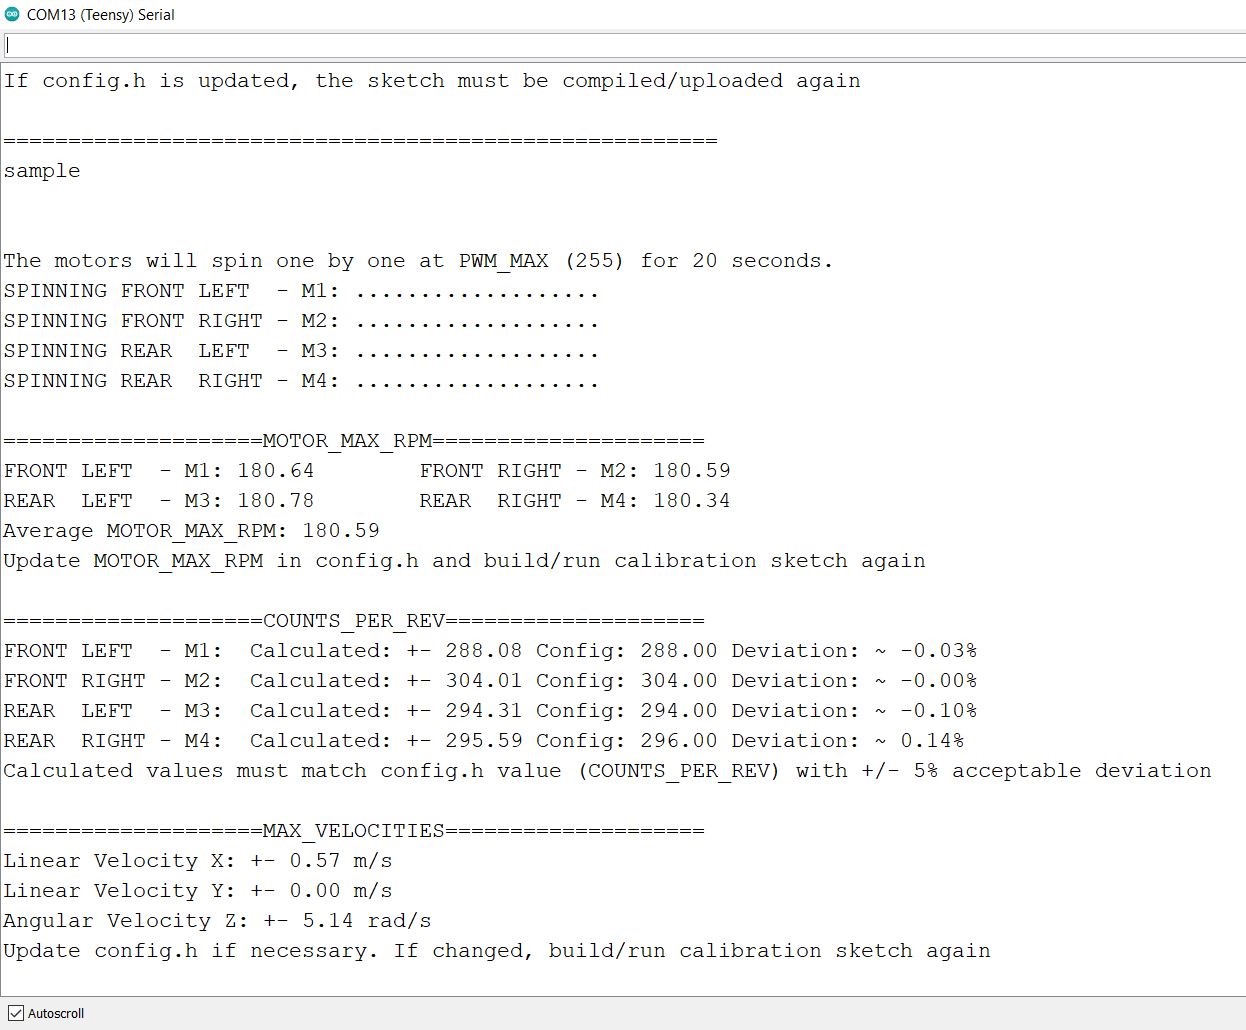 COM13 (Teensy) Serial
If config.h is updated, the sketch must be compiled/uploaded again
=======================================================
sample
The motors will spin one by one at PWM_MAX (255) for 20 seconds.
SPINNING FRONT LEFT  - M1: ...................
SPINNING FRONT RIGHT - M2: ...................
SPINNING REAR  LEFT  - M3: ...................
SPINNING REAR  RIGHT - M4: ...................
====================MOTOR_MAX_RPM=====================
FRONT LEFT  - M1: 180.64        FRONT RIGHT - M2: 180.59
REAR  LEFT  - M3: 180.78        REAR  RIGHT - M4: 180.34
Average MOTOR_MAX_RPM: 180.59
Update MOTOR_MAX_RPM in config.h and build/run calibration sketch again
====================COUNTS_PER_REV====================
FRONT LEFT  - M1:  Calculated: +- 288.08 Config: 288.00 Deviation: ~ -0.03%
FRONT RIGHT - M2:  Calculated: +- 304.01 Config: 304.00 Deviation: ~ -0.00%
REAR  LEFT  - M3:  Calculated: +- 294.31 Config: 294.00 Deviation: ~ -0.10%
REAR  RIGHT - M4:  Calculated: +- 295.59 Config: 296.00 Deviation: ~ 0.14%
Calculated values must match config.h value (COUNTS_PER_REV) with +/- 5% acceptable deviation
====================MAX_VELOCITIES====================
Linear Velocity X: +- 0.57 m/s
Linear Velocity Y: +- 0.00 m/s
Angular Velocity Z: +- 5.14 rad/s
Update config.h if necessary. If changed, build/run calibration sketch again
Autoscroll